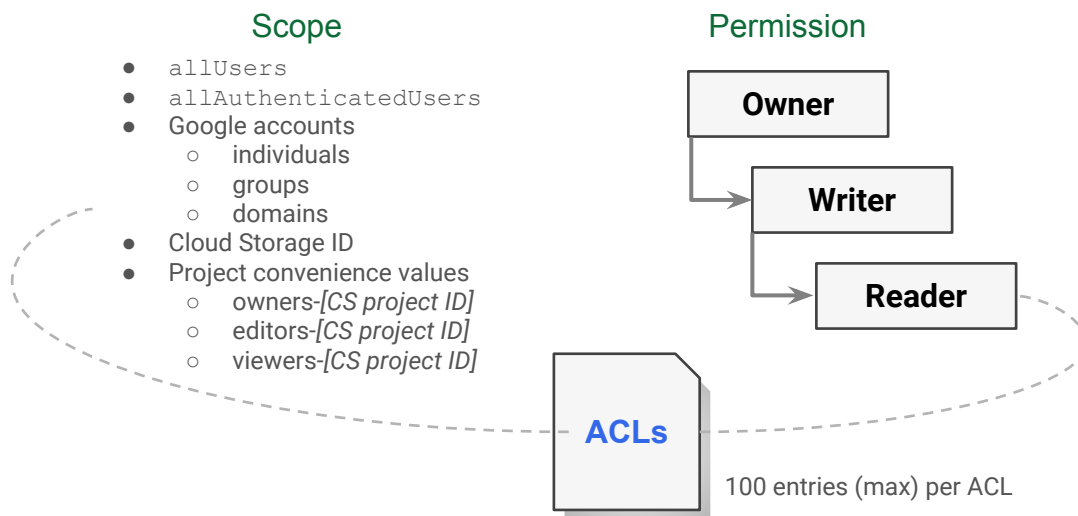 Scope
● allUsers
● allAuthenticatedUsers
● Google accounts
○ individuals
○ groups
○ domains
● Cloud Storage ID
● Project convenience values
○ owners-[CS project ID]
○ editors-[CS project ID]
○ viewers-[CS project ID]
Permission
Owner
Writer
Reader
ACLs
100 entries (max) per ACL